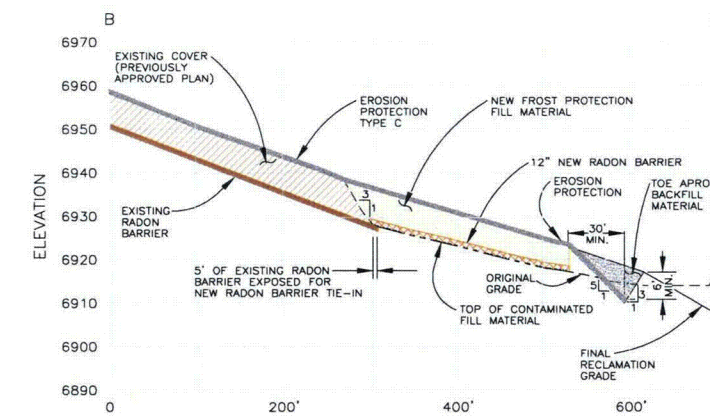 B
6970
6960
6950
6940
6930
6920
6910
6900
6890
ELEVATION
0
200'
400'
600'
EXISTING COVER
(PREVIOUSLY
APPROVED PLAN)
EROSION
PROTECTION
TYPE C
NEW FROST PROTECTION
FILL MATERIAL
12" NEW RADON BARRIER
EROSION
PROTECTION
TOE APRO
BACKFILL
MATERIAL
30'
MIN.
3
1
EXISTING
RADON
BARRIER
5' OF EXISTING RADON
BARRIER EXPOSED FOR
NEW RADON BARRIER TIE-IN
ORIGINAL
GRADE
TOP OF CONTAMINATED
FILL MATERIAL
5
1
6'
MIN.
3
1
FINAL
RECLAMATION
GRADE